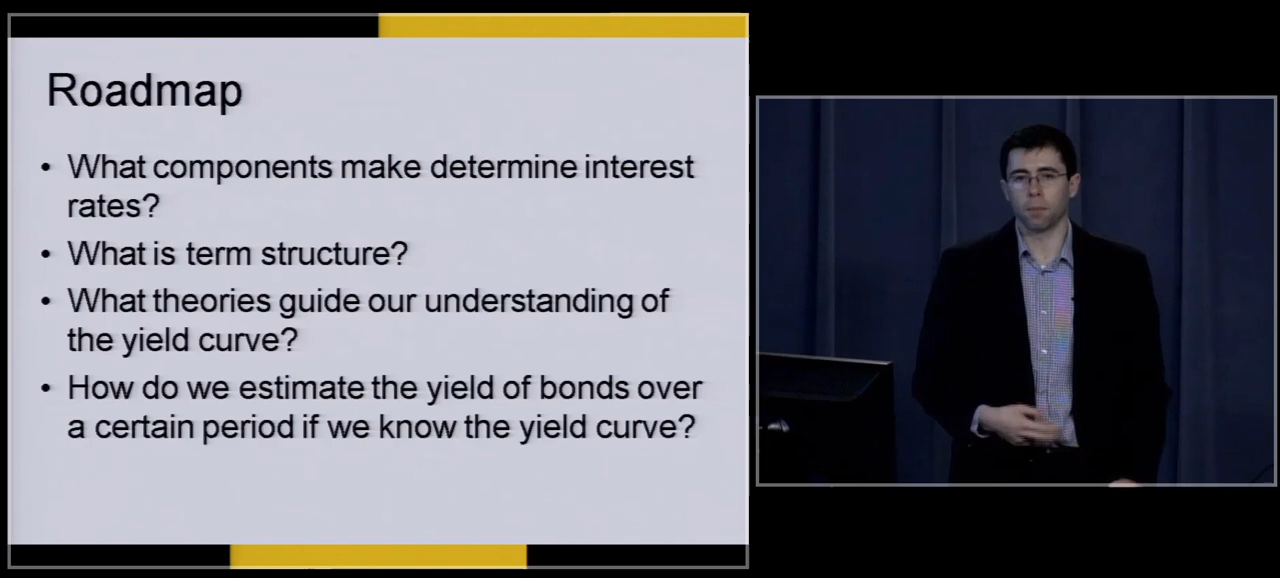 Roadmap
• What components make determine interest
rates?
• What is term structure?
• What theories guide our understanding of
the yield curve?
• How do we estimate the yield of bonds over
a certain period if we know the yield curve?